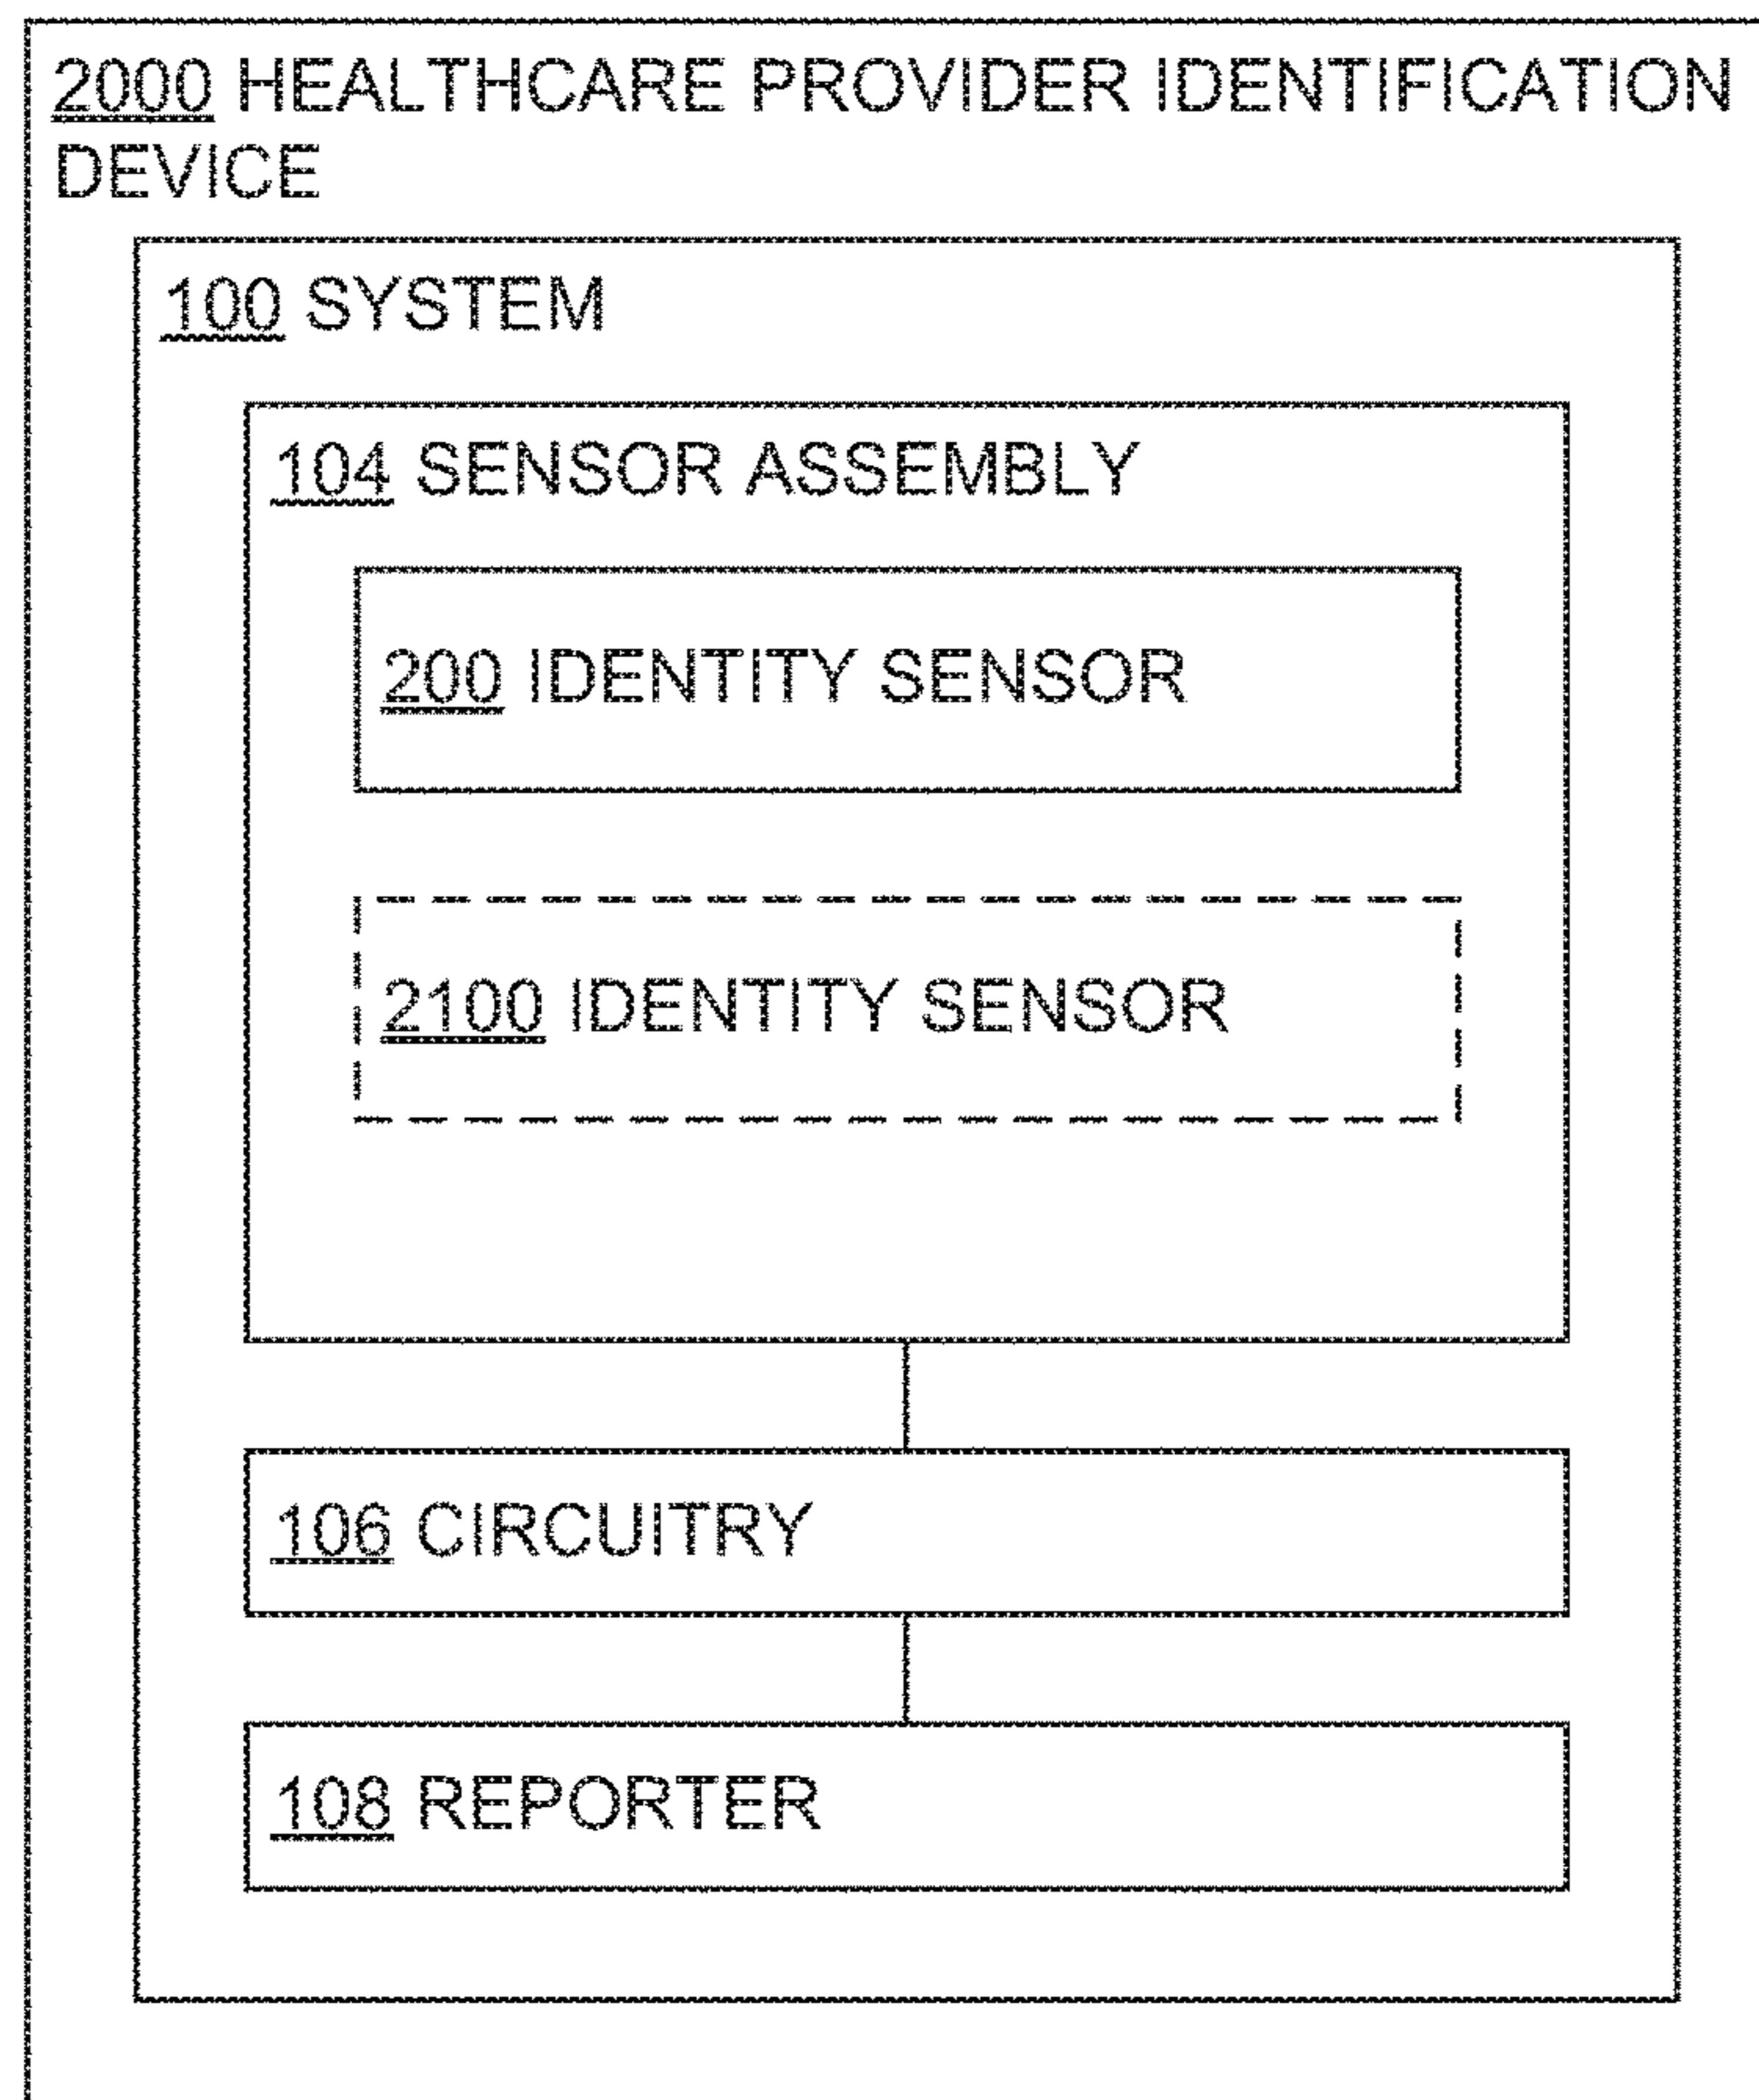 2000 HEALTHCARE PROVIDER IDENTIFICATION
DEVICE
100 SYSTEM
104 SENSOR ASSEMBLY
200 IDENTITY SENSOR
2100 IDENTITY SENSOR
106 CIRCUITRY
108 REPORTER